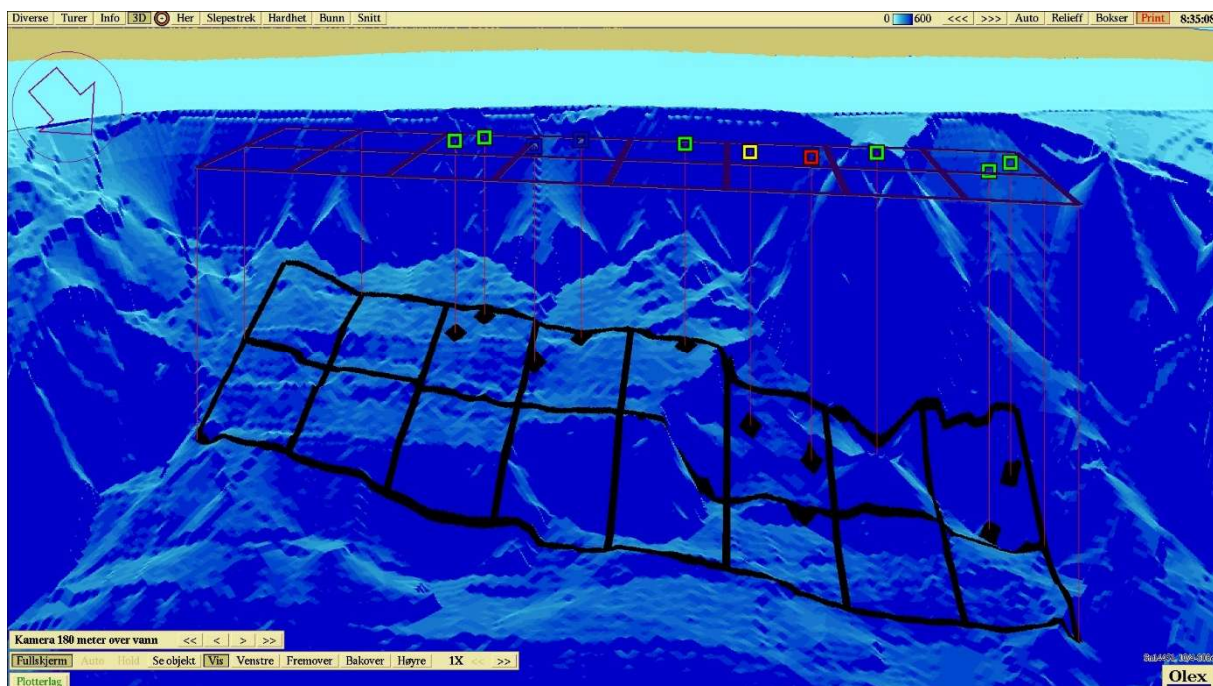 Diverse Turer Info 3D Her Slepestrek Hardhet Bunn Snitt 0 600 <<< >>> Auto Relieff Bokser Print 8:35:08
Kamera 180 meter over vann << < > >>
Fullskjerm Auto Hold Se objekt Vis Venstre Fremover Bakover Høyre 1X << >>
Plotterlag
Olex